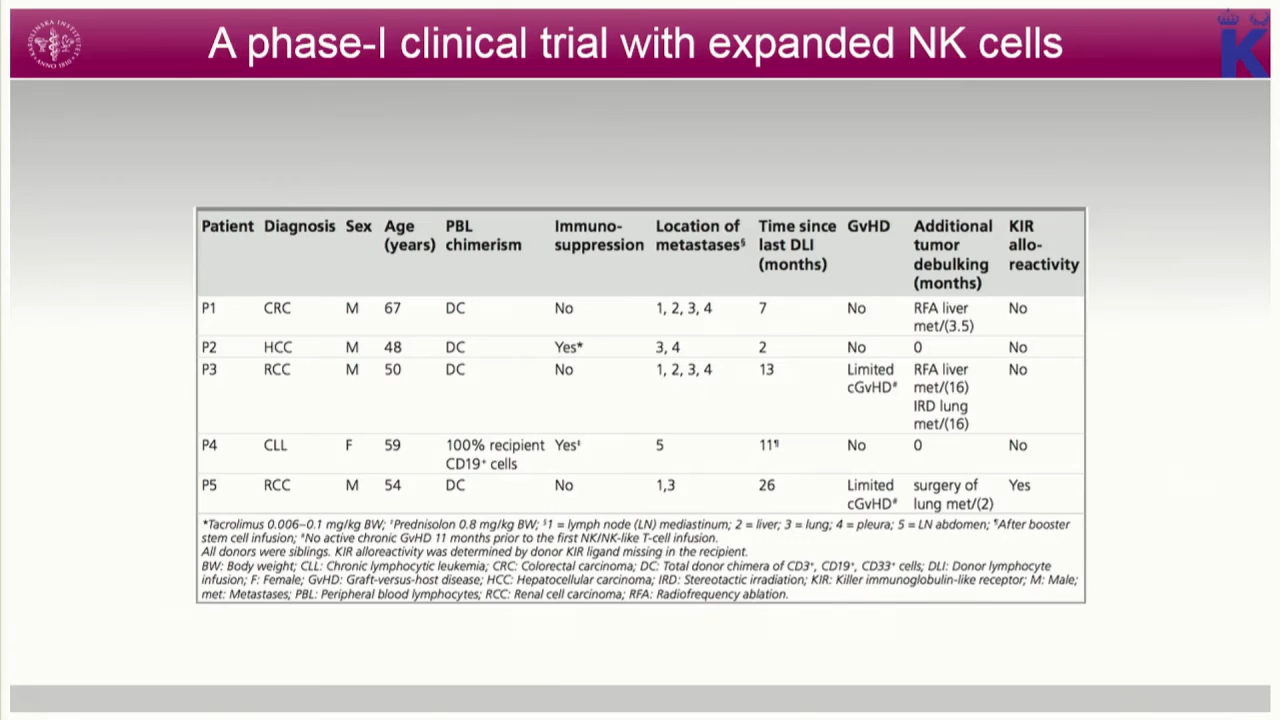 A phase-I clinical trial with expanded NK cells
KAROLINSKA INSTITUTET
ANNO 1810
K
Patient Diagnosis Sex Age PBL Immuno- Location of Time since GvHD Additional KIR
(years) chimerism suppression metastases§ last DLI tumor allo-
(months) debulking reactivity
(months)
P1 CRC M 67 DC No 1, 2, 3, 4 7 No RFA liver No
met/(3.5)
P2 HCC M 48 DC Yes* 3, 4 2 No 0 No
P3 RCC M 50 DC No 1, 2, 3, 4 13 Limited RFA liver No
cGvHD# met/(16)
IRD lung
met/(16)
P4 CLL F 59 100% recipient Yes‡ 5 11¶ No 0 No
CD19+ cells
P5 RCC M 54 DC No 1,3 26 Limited surgery of Yes
cGvHD# lung met/(2)
*Tacrolimus 0.006–0.1 mg/kg BW; ‡Prednisolon 0.8 mg/kg BW; §1 = lymph node (LN) mediastinum; 2 = liver; 3 = lung; 4 = pleura; 5 = LN abdomen; ¶After booster
stem cell infusion; #No active chronic GvHD 11 months prior to the first NK/NK-like T-cell infusion.
All donors were siblings. KIR alloreactivity was determined by donor KIR ligand missing in the recipient.
BW: Body weight; CLL: Chronic lymphocytic leukemia; CRC: Colorectal carcinoma; DC: Total donor chimera of CD3+, CD19+, CD33+ cells; DLI: Donor lymphocyte
infusion; F: Female; GvHD: Graft-versus-host disease; HCC: Hepatocellular carcinoma; IRD: Stereotactic irradiation; KIR: Killer immunoglobulin-like receptor; M: Male;
met: Metastases; PBL: Peripheral blood lymphocytes; RCC: Renal cell carcinoma; RFA: Radiofrequency ablation.